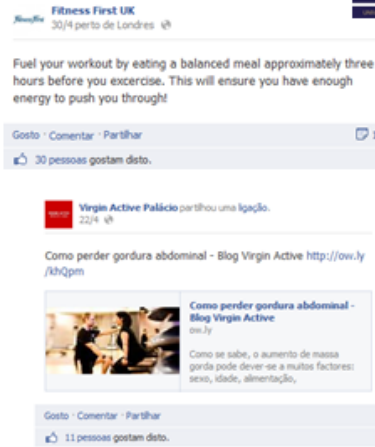 Fitness First UK
30/4 perto de Londres
Fuel your workout by eating a balanced meal approximately three
hours before you excercise. This will ensure you have enough
energy to push you through!
Gosto · Comentar · Partilhar
30 pessoas gostam disto.
Virgin Active Palácio partilhou uma ligação.
22/4
Como perder gordura abdominal - Blog Virgin Active http://ow.ly
/khQpm
Como perder gordura abdominal -
Blog Virgin Active
ow.ly
Como se sabe, o aumento de massa
gorda pode dever-se a muitos factores:
sexo, idade, alimentação,
Gosto · Comentar · Partilhar
11 pessoas gostam disto.